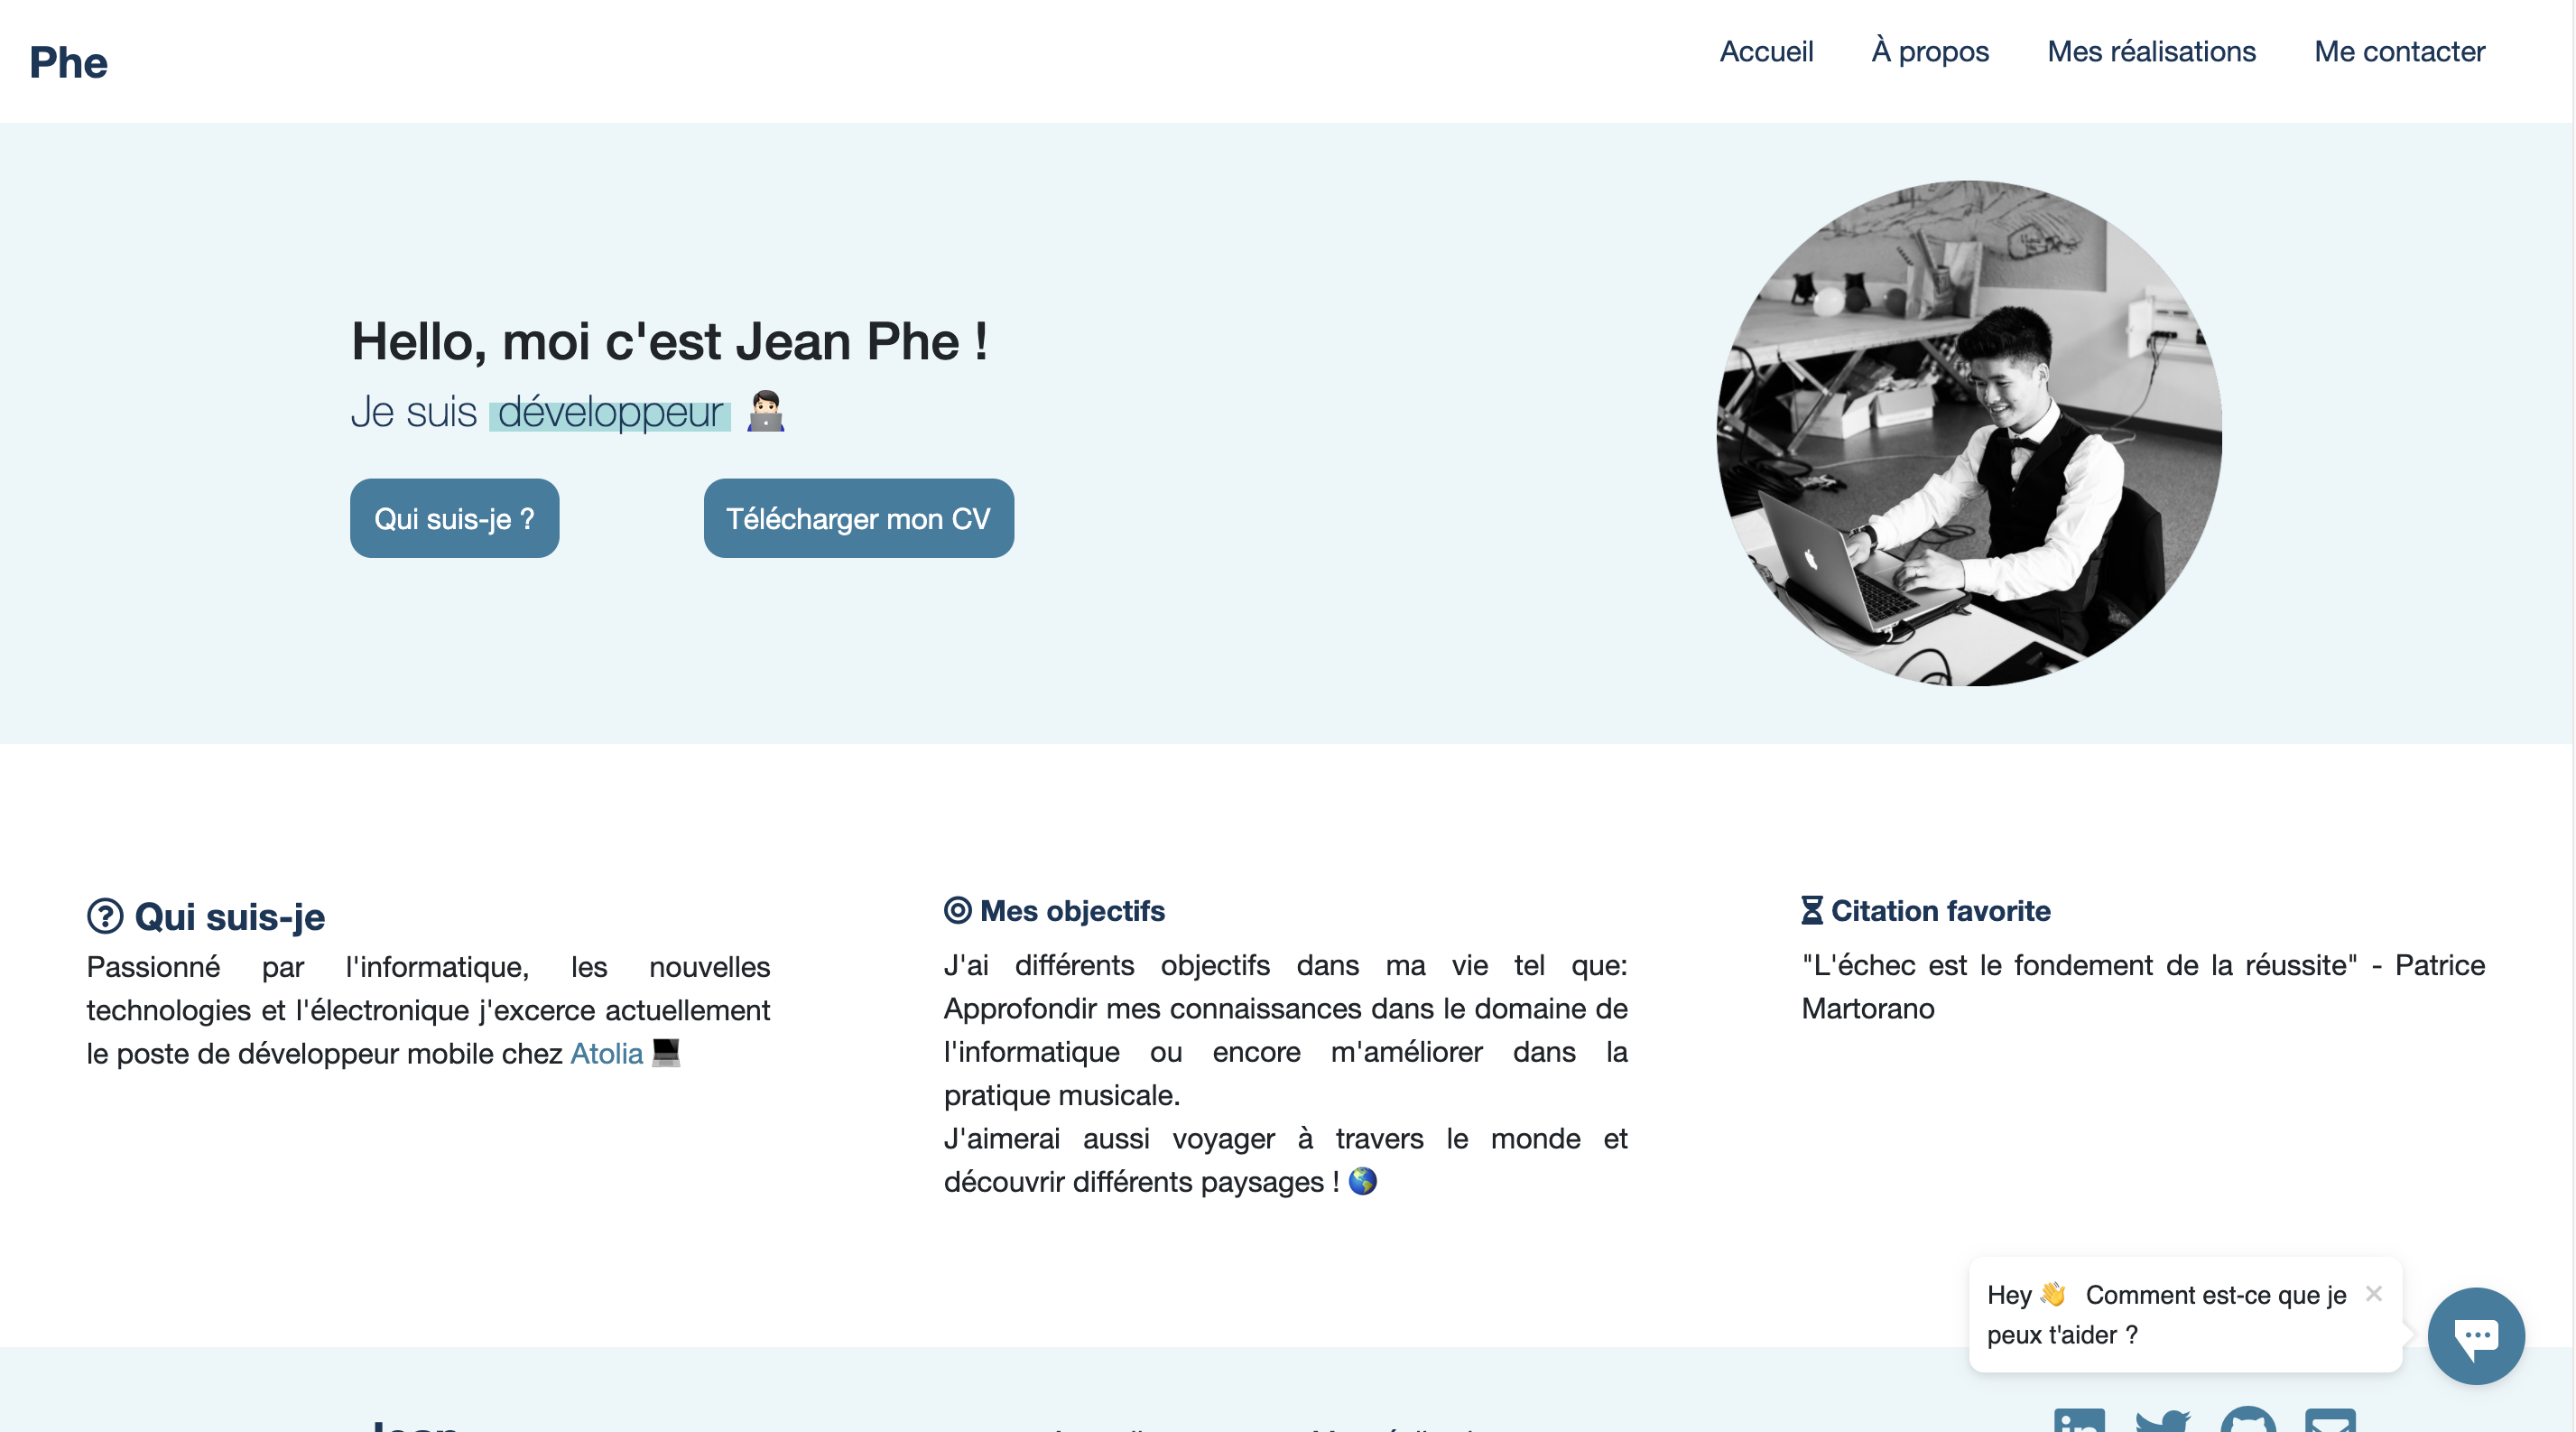 Phe
Accueil À propos Mes réalisations Me contacter
Hello, moi c'est Jean Phe !
Je suis développeur 🧑🏻‍💻
Qui suis-je ?
Télécharger mon CV
Qui suis-je
Passionné par l'informatique, les nouvelles
technologies et l'électronique j'excerce actuellement
le poste de développeur mobile chez Atolia 💻
Mes objectifs
J'ai différents objectifs dans ma vie tel que:
Approfondir mes connaissances dans le domaine de
l'informatique ou encore m'améliorer dans la
pratique musicale.
J'aimerai aussi voyager à travers le monde et
découvrir différents paysages ! 🌎
Citation favorite
"L'échec est le fondement de la réussite" - Patrice
Martorano
Hey 👋 Comment est-ce que je
peux t'aider ?
Jean